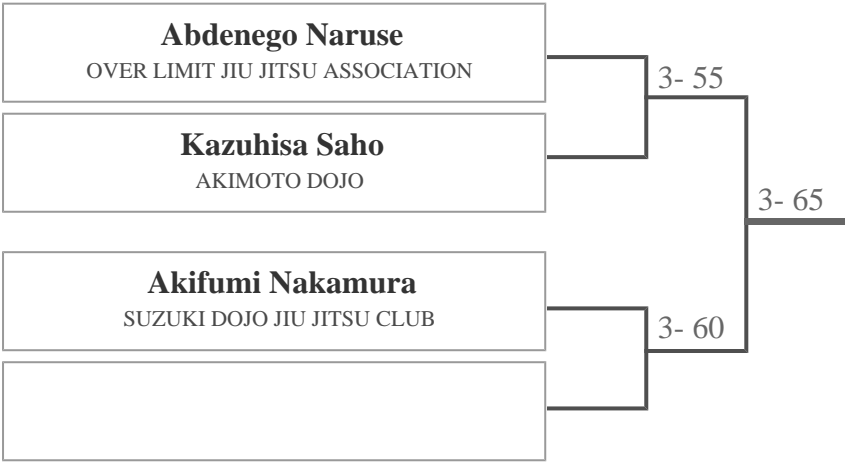 Abdenego Naruse
OVER LIMIT JIU JITSU ASSOCIATION
3- 55
Kazuhisa Saho
AKIMOTO DOJO
3- 65
Akifumi Nakamura
SUZUKI DOJO JIU JITSU CLUB
3- 60